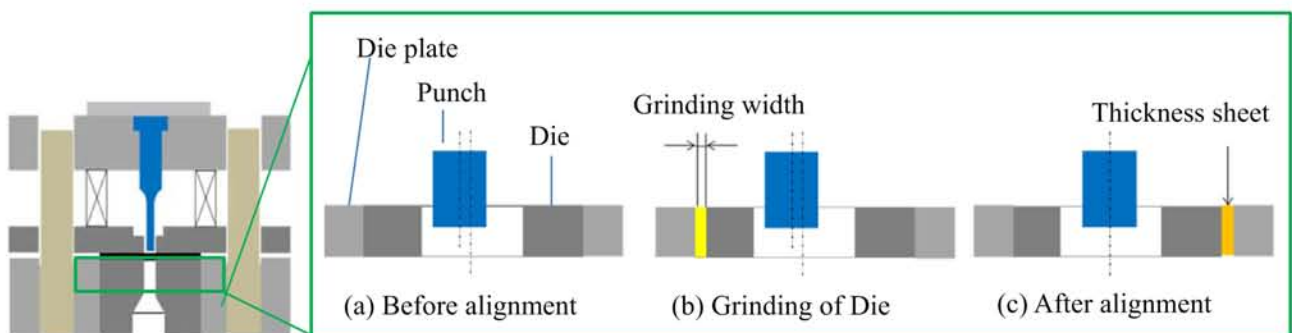 Die plate
Punch
Die
Grinding width
Thickness sheet
(a) Before alignment
(b) Grinding of Die
(c) After alignment